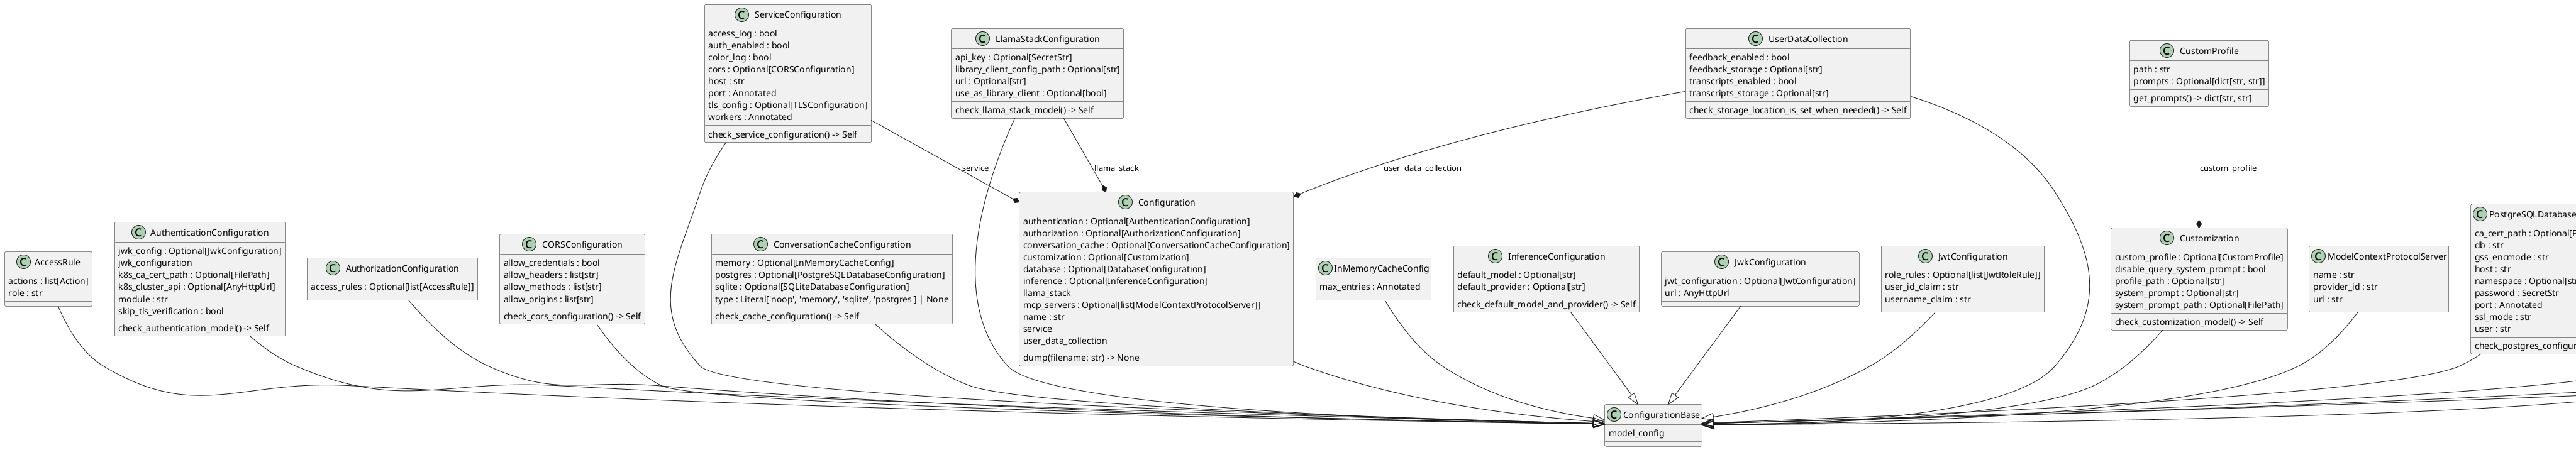 ServiceConfiguration
access_log : bool
auth_enabled : bool
color_log : bool
cors : Optional[CORSConfiguration]
host : str
port : Annotated
tls_config : Optional[TLSConfiguration]
workers : Annotated
check_service_configuration() -> Self
LlamaStackConfiguration
api_key : Optional[SecretStr]
library_client_config_path : Optional[str]
url : Optional[str]
use_as_library_client : Optional[bool]
check_llama_stack_model() -> Self
UserDataCollection
feedback_enabled : bool
feedback_storage : Optional[str]
transcripts_enabled : bool
transcripts_storage : Optional[str]
check_storage_location_is_set_when_needed() -> Self
CustomProfile
path : str
prompts : Optional[dict[str, str]]
get_prompts() -> dict[str, str]
service
llama_stack
user_data_collection
custom_profile
AccessRule
actions : list[Action]
role : str
AuthenticationConfiguration
jwk_config : Optional[JwkConfiguration]
jwk_configuration
k8s_ca_cert_path : Optional[FilePath]
k8s_cluster_api : Optional[AnyHttpUrl]
module : str
skip_tls_verification : bool
check_authentication_model() -> Self
AuthorizationConfiguration
access_rules : Optional[list[AccessRule]]
CORSConfiguration
allow_credentials : bool
allow_headers : list[str]
allow_methods : list[str]
allow_origins : list[str]
check_cors_configuration() -> Self
ConversationCacheConfiguration
memory : Optional[InMemoryCacheConfig]
postgres : Optional[PostgreSQLDatabaseConfiguration]
sqlite : Optional[SQLiteDatabaseConfiguration]
type : Literal['noop', 'memory', 'sqlite', 'postgres'] | None
check_cache_configuration() -> Self
Configuration
authentication : Optional[AuthenticationConfiguration]
authorization : Optional[AuthorizationConfiguration]
conversation_cache : Optional[ConversationCacheConfiguration]
customization : Optional[Customization]
database : Optional[DatabaseConfiguration]
inference : Optional[InferenceConfiguration]
llama_stack
mcp_servers : Optional[list[ModelContextProtocolServer]]
name : str
service
user_data_collection
dump(filename: str) -> None
InMemoryCacheConfig
max_entries : Annotated
InferenceConfiguration
default_model : Optional[str]
default_provider : Optional[str]
check_default_model_and_provider() -> Self
JwkConfiguration
jwt_configuration : Optional[JwtConfiguration]
url : AnyHttpUrl
JwtConfiguration
role_rules : Optional[list[JwtRoleRule]]
user_id_claim : str
username_claim : str
Customization
custom_profile : Optional[CustomProfile]
disable_query_system_prompt : bool
profile_path : Optional[str]
system_prompt : Optional[str]
system_prompt_path : Optional[FilePath]
check_customization_model() -> Self
ModelContextProtocolServer
name : str
provider_id : str
url : str
PostgreSQLDatabase
ca_cert_path : Optional[F
db : str
gss_encmode : str
host : str
namespace : Optional[str
password : SecretStr
port : Annotated
ssl_mode : str
user : str
check_postgres_configur
ConfigurationBase
model_config